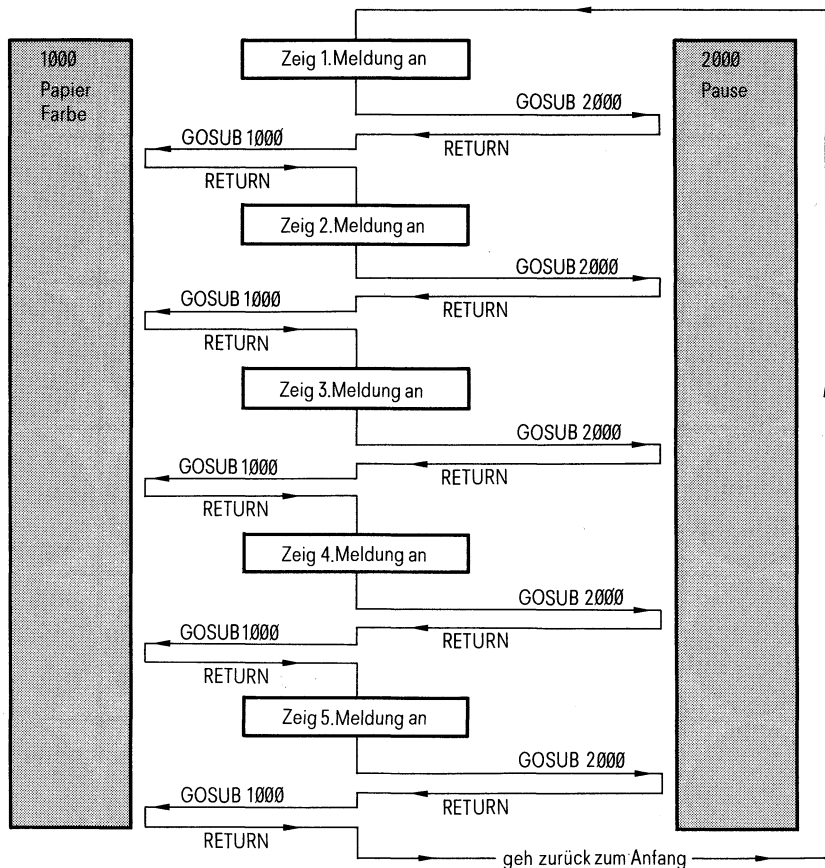 1000
Papier
Farbe
2000
Pause
Zeig 1.Meldung an
GOSUB 2000
RETURN
GOSUB 1000
RETURN
Zeig 2.Meldung an
GOSUB 2000
RETURN
GOSUB 1000
RETURN
Zeig 3.Meldung an
GOSUB 2000
RETURN
GOSUB 1000
RETURN
Zeig 4.Meldung an
GOSUB 2000
RETURN
GOSUB 1000
RETURN
Zeig 5.Meldung an
GOSUB 2000
RETURN
GOSUB 1000
RETURN
geh zurück zum Anfang